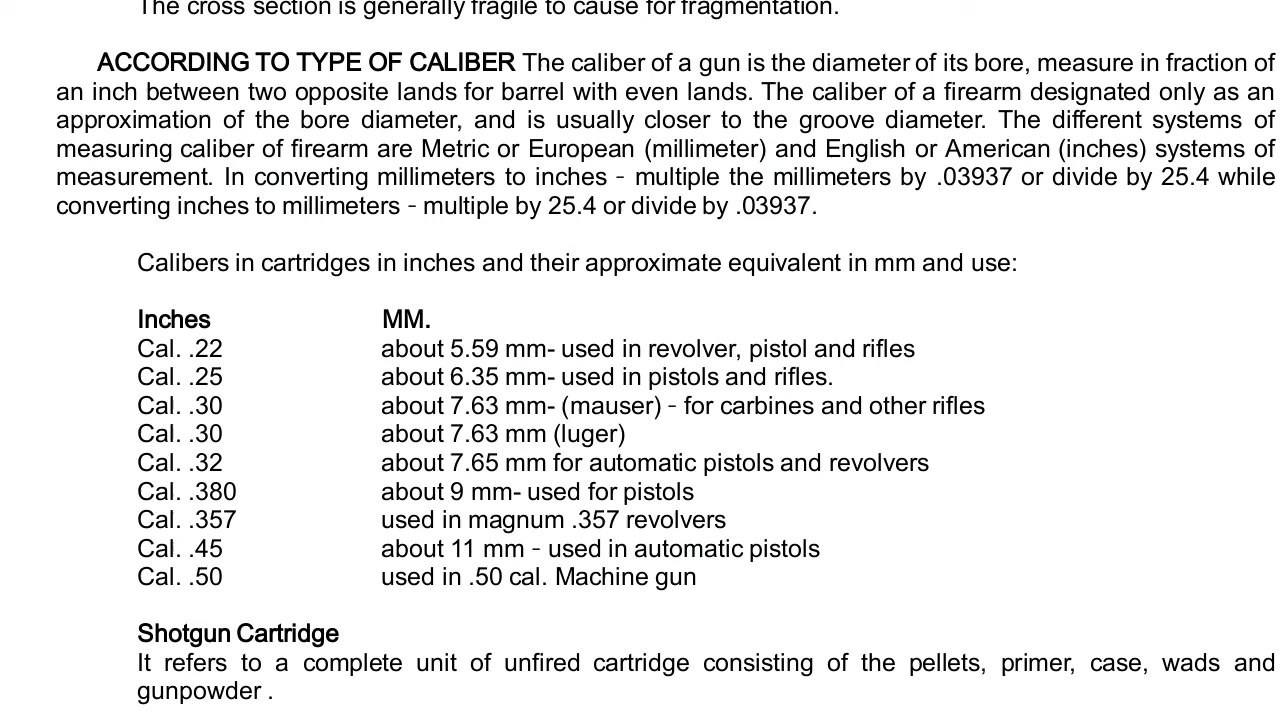 The cross section is generally fragile to cause for fragmentation.
ACCORDING TO TYPE OF CALIBER The caliber of a gun is the diameter of its bore, measure in fraction of
an inch between two opposite lands for barrel with even lands. The caliber of a firearm designated only as an
approximation of the bore diameter, and is usually closer to the groove diameter. The different systems of
measuring caliber of firearm are Metric or European (millimeter) and English or American (inches) systems of
measurement. In converting millimeters to inches - multiple the millimeters by .03937 or divide by 25.4 while
converting inches to millimeters - multiple by 25.4 or divide by .03937.
Calibers in cartridges in inches and their approximate equivalent in mm and use:
Inches MM.
Cal. .22 about 5.59 mm- used in revolver, pistol and rifles
Cal. .25 about 6.35 mm- used in pistols and rifles.
Cal. .30 about 7.63 mm- (mauser) - for carbines and other rifles
Cal. .30 about 7.63 mm (luger)
Cal. .32 about 7.65 mm for automatic pistols and revolvers
Cal. .380 about 9 mm- used for pistols
Cal. .357 used in magnum .357 revolvers
Cal. .45 about 11 mm - used in automatic pistols
Cal. .50 used in .50 cal. Machine gun
Shotgun Cartridge
It refers to a complete unit of unfired cartridge consisting of the pellets, primer, case, wads and
gunpowder .